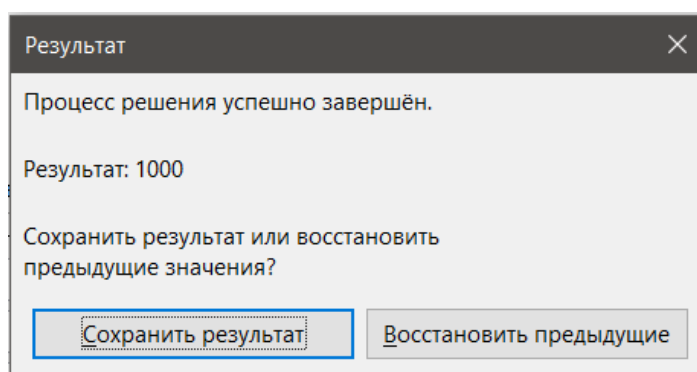 Результат
Процесс решения успешно завершён.
Результат: 1000
Сохранить результат или восстановить
предыдущие значения?
Сохранить результат
Восстановить предыдущие